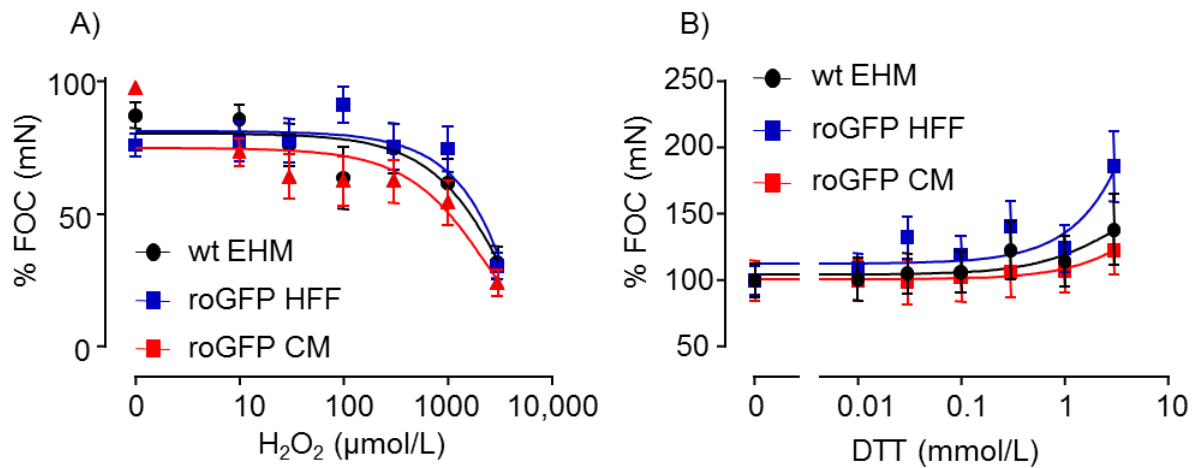 A)
% FOC (mN)
100
50
0
wt EHM
roGFP HFF
roGFP CM
0
10
100
1000
10,000
H₂O₂ (µmol/L)
B)
% FOC (mN)
250
200
150
100
50
wt EHM
roGFP HFF
roGFP CM
0
0.01
0.1
1
10
DTT (mmol/L)